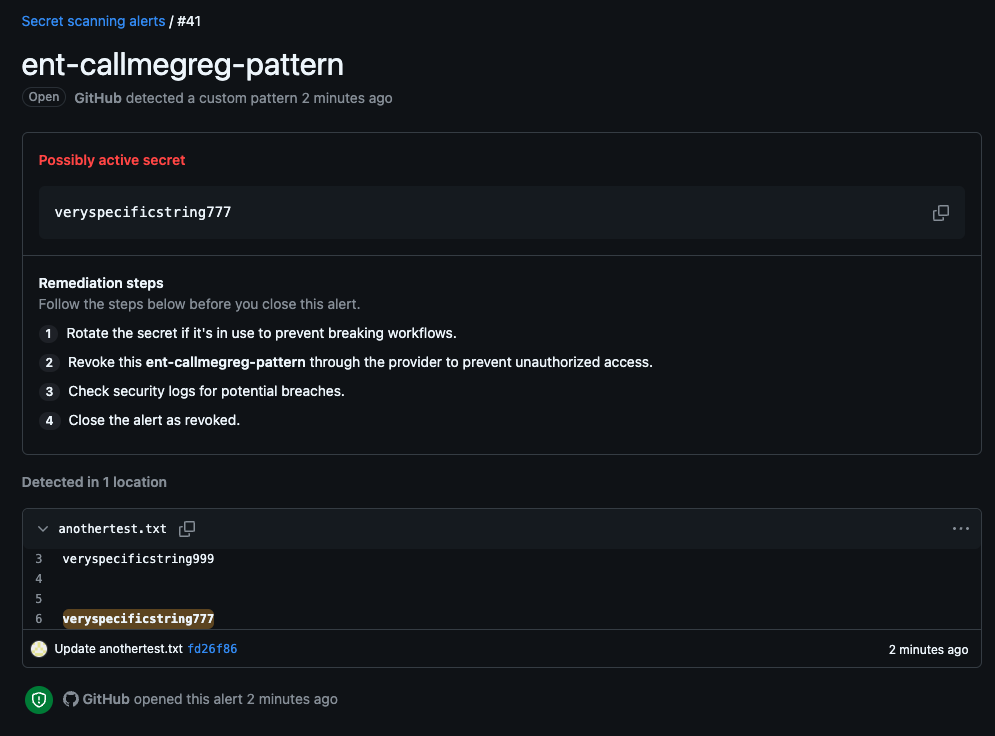 Secret scanning alerts / #41
ent-callmegreg-pattern
Open GitHub detected a custom pattern 2 minutes ago
Possibly active secret
veryspecificstring777
Remediation steps
Follow the steps below before you close this alert.
1 Rotate the secret if it's in use to prevent breaking workflows.
2 Revoke this ent-callmegreg-pattern through the provider to prevent unauthorized access.
3 Check security logs for potential breaches.
4 Close the alert as revoked.
Detected in 1 location
anothertest.txt
3 veryspecificstring999
4
5
6 veryspecificstring777
Update anothertest.txt fd26f86 2 minutes ago
GitHub opened this alert 2 minutes ago